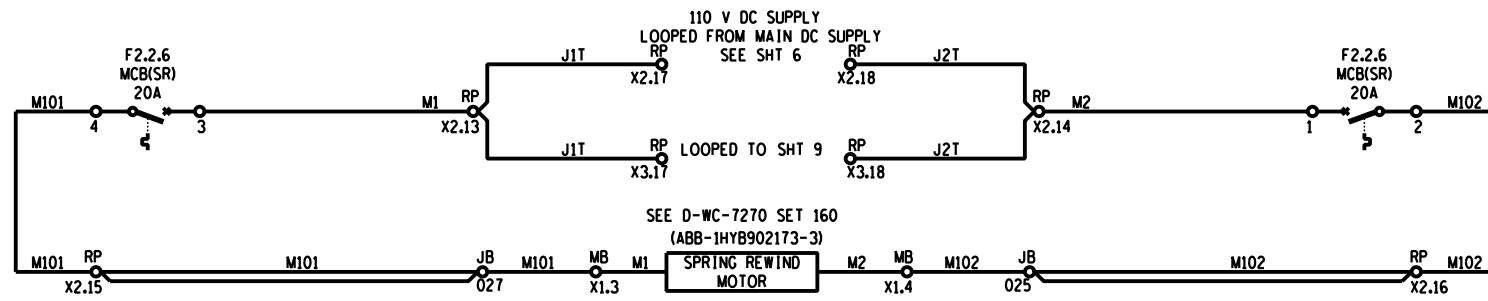 110 V DC SUPPLY
LOOPED FROM MAIN DC SUPPLY
SEE SHT 6
F2.2.6
MCB(SR)
20A
J1T
RP
X2.17
RP
X2.18
J2T
F2.2.6
MCB(SR)
20A
M101
4
3
M1
RP
X2.13
RP
X2.14
M2
1
2
M102
J1T
RP
X3.17
LOOPED TO SHT 9
RP
X3.18
J2T
SEE D-WC-7270 SET 160
(ABB-1HYB902173-3)
M101
RP
X2.15
M101
JB
027
M101
MB
X1.3
M1
SPRING REWIND
MOTOR
M2
MB
X1.4
M102
JB
025
M102
RP
X2.16
M102